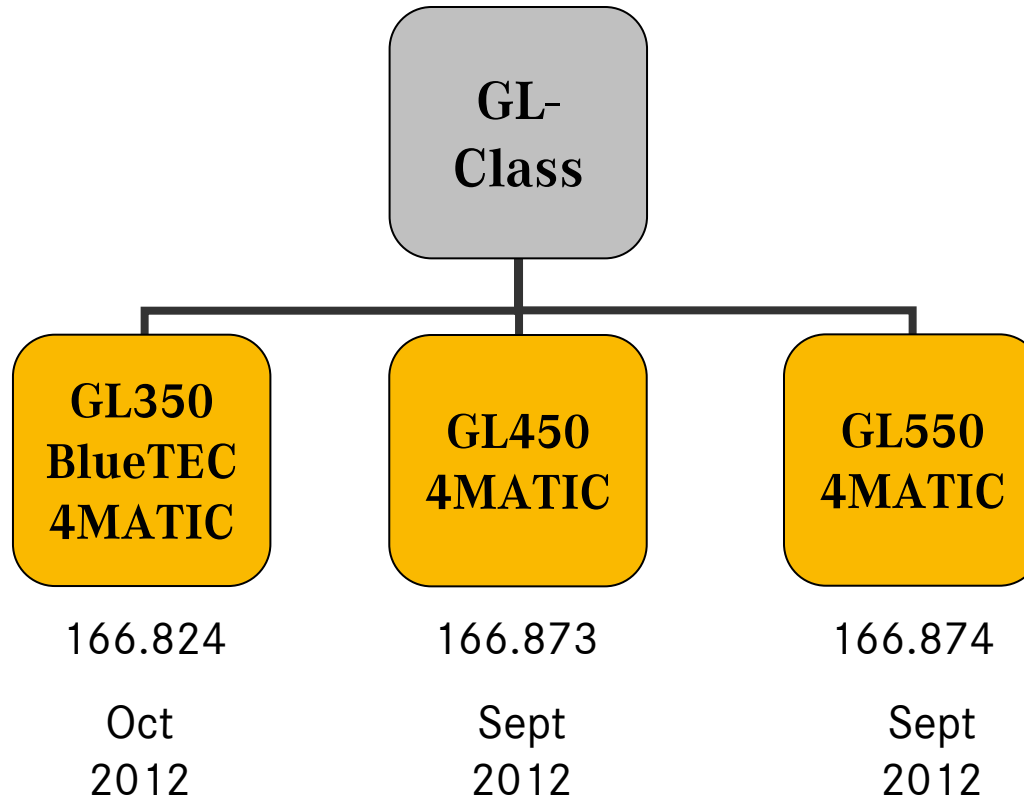 GL-
Class
GL350
BlueTEC
4MATIC
GL450
4MATIC
GL550
4MATIC
166.824
166.873
166.874
Oct
2012
Sept
2012
Sept
2012